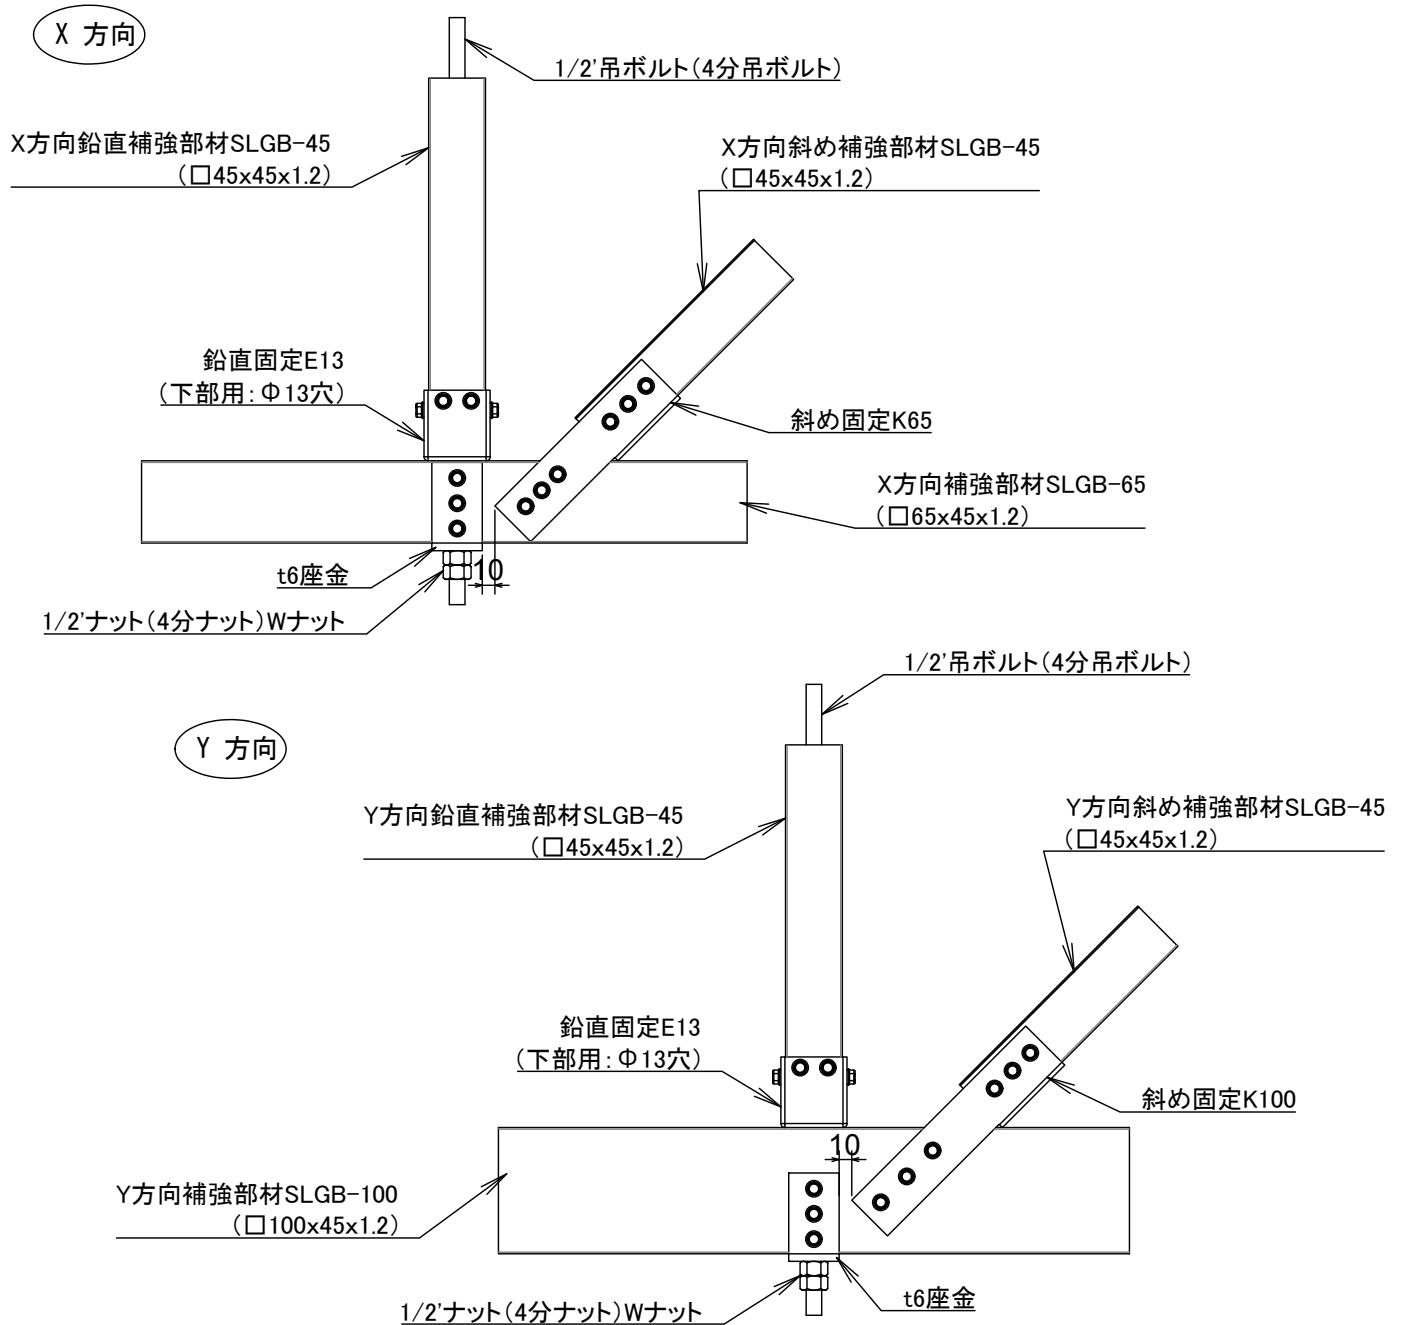 X 方向
1/2'吊ボルト(4分吊ボルト)
X方向鉛直補強部材SLGB-45
(□45x45x1.2)
X方向斜め補強部材SLGB-45
(□45x45x1.2)
鉛直固定E13
(下部用:Φ13穴)
斜め固定K65
X方向補強部材SLGB-65
(□65x45x1.2)
10
t6座金
1/2'ナット(4分ナット)Wナット
1/2'吊ボルト(4分吊ボルト)
Y 方向
Y方向鉛直補強部材SLGB-45
(□45x45x1.2)
Y方向斜め補強部材SLGB-45
(□45x45x1.2)
鉛直固定E13
(下部用:Φ13穴)
斜め固定K100
10
Y方向補強部材SLGB-100
(□100x45x1.2)
t6座金
1/2'ナット(4分ナット)Wナット